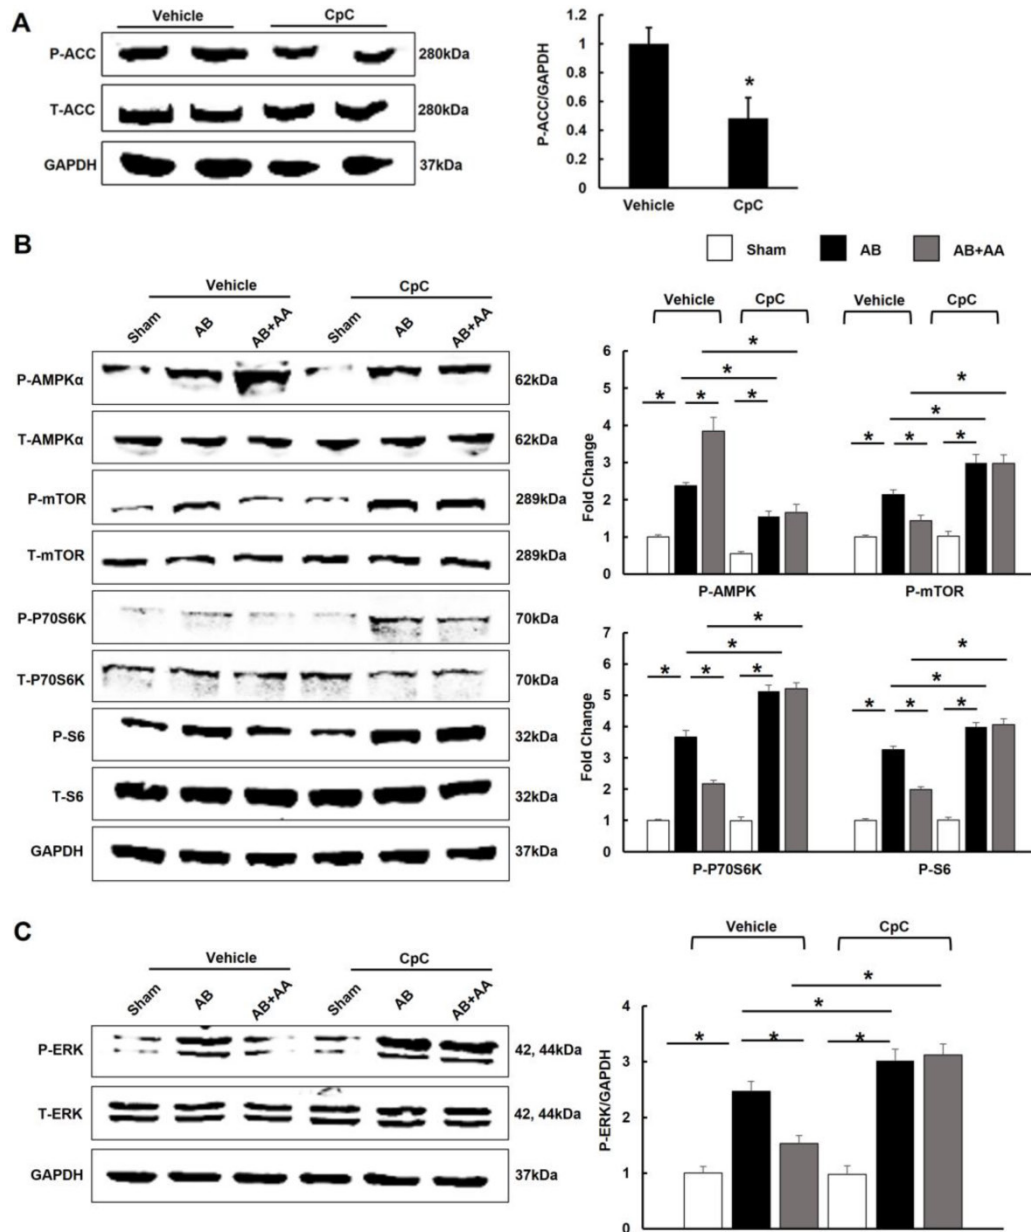 A
Vehicle CpC
P-ACC 280kDa
T-ACC 280kDa
GAPDH 37kDa
P-ACC/GAPDH
1.2
1
0.8
0.6
0.4
0.2
0
*
Vehicle CpC
B
Sham AB AB+AA
Vehicle CpC
Sham AB AB+AA Sham AB AB+AA
P-AMPKα 62kDa
T-AMPKα 62kDa
P-mTOR 289kDa
T-mTOR 289kDa
P-P70S6K 70kDa
T-P70S6K 70kDa
P-S6 32kDa
T-S6 32kDa
GAPDH 37kDa
Vehicle CpC Vehicle CpC
Fold Change
6
5
4
3
2
1
0
*
*
* * *
*
*
* * *
P-AMPK P-mTOR
Fold Change
7
6
5
4
3
2
1
0
*
*
* * *
*
*
* * *
P-P70S6K P-S6
C
Vehicle CpC
Sham AB AB+AA Sham AB AB+AA
P-ERK 42, 44kDa
T-ERK 42, 44kDa
GAPDH 37kDa
Vehicle CpC
P-ERK/GAPDH
4
3
2
1
0
*
*
* * *